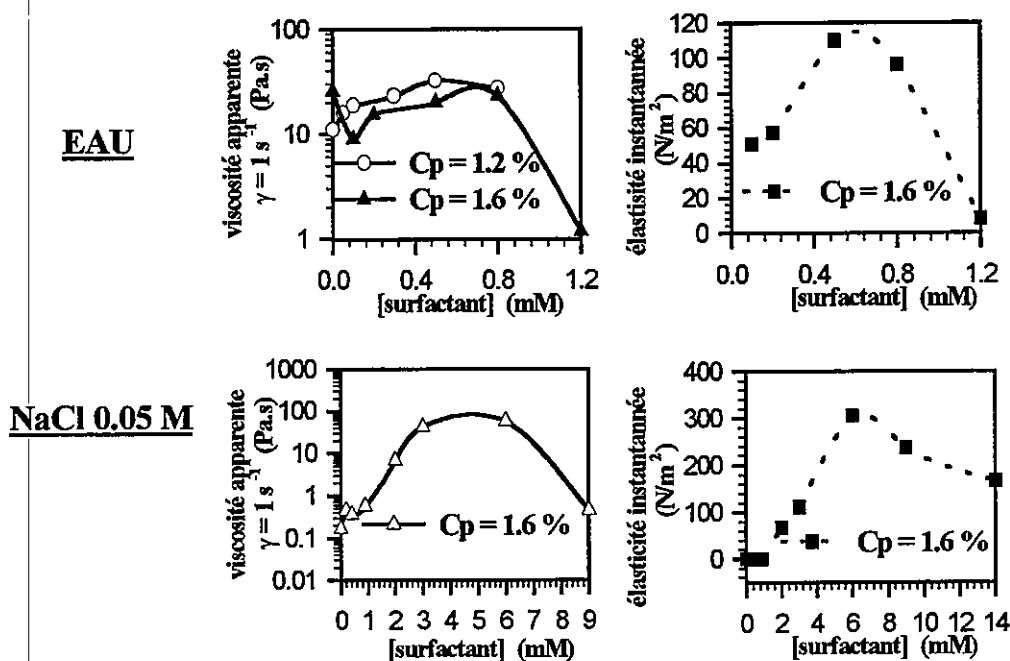 EAU
viscosité apparente
γ = 1 s⁻¹ (Pa.s)
100
10
1
Cp = 1.2 %
Cp = 1.6 %
0.0 0.4 0.8 1.2
[surfactant] (mM)
élastisité instantannée
(N/m²)
120
100
80
60
40
20
0
Cp = 1.6 %
0.0 0.4 0.8 1.2
[surfactant] (mM)
NaCl 0.05 M
viscosité apparente
γ = 1 s⁻¹ (Pa.s)
1000
100
10
1
0.1
0.01
Cp = 1.6 %
0 1 2 3 4 5 6 7 8 9
[surfactant] (mM)
élasticité instantannée
(N/m²)
400
300
200
100
0
Cp = 1.6 %
0 2 4 6 8 10 12 14
[surfactant] (mM)